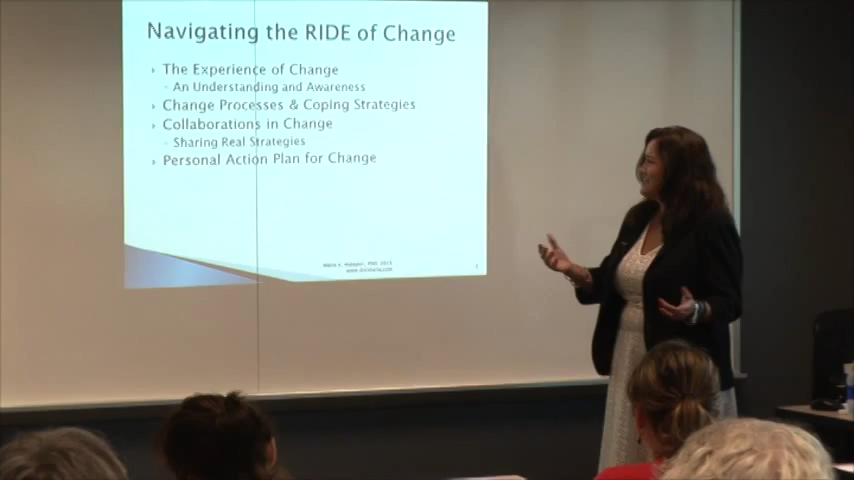 Navigating the RIDE of Change
The Experience of Change
An Understanding and Awareness
Change Processes & Coping Strategies
Collaborations in Change
Sharing Real Strategies
Personal Action Plan for Change